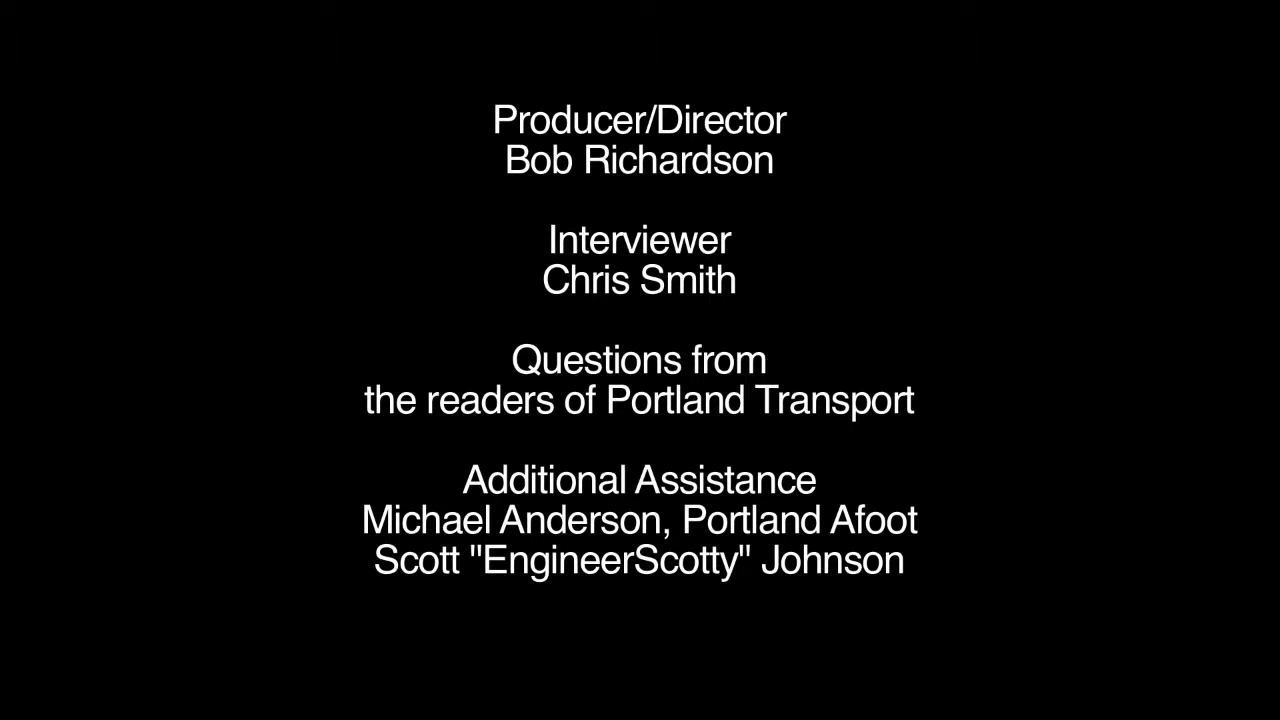 Producer/Director
Bob Richardson
Interviewer
Chris Smith
Questions from
the readers of Portland Transport
Additional Assistance
Michael Anderson, Portland Afoot
Scott "EngineerScotty" Johnson